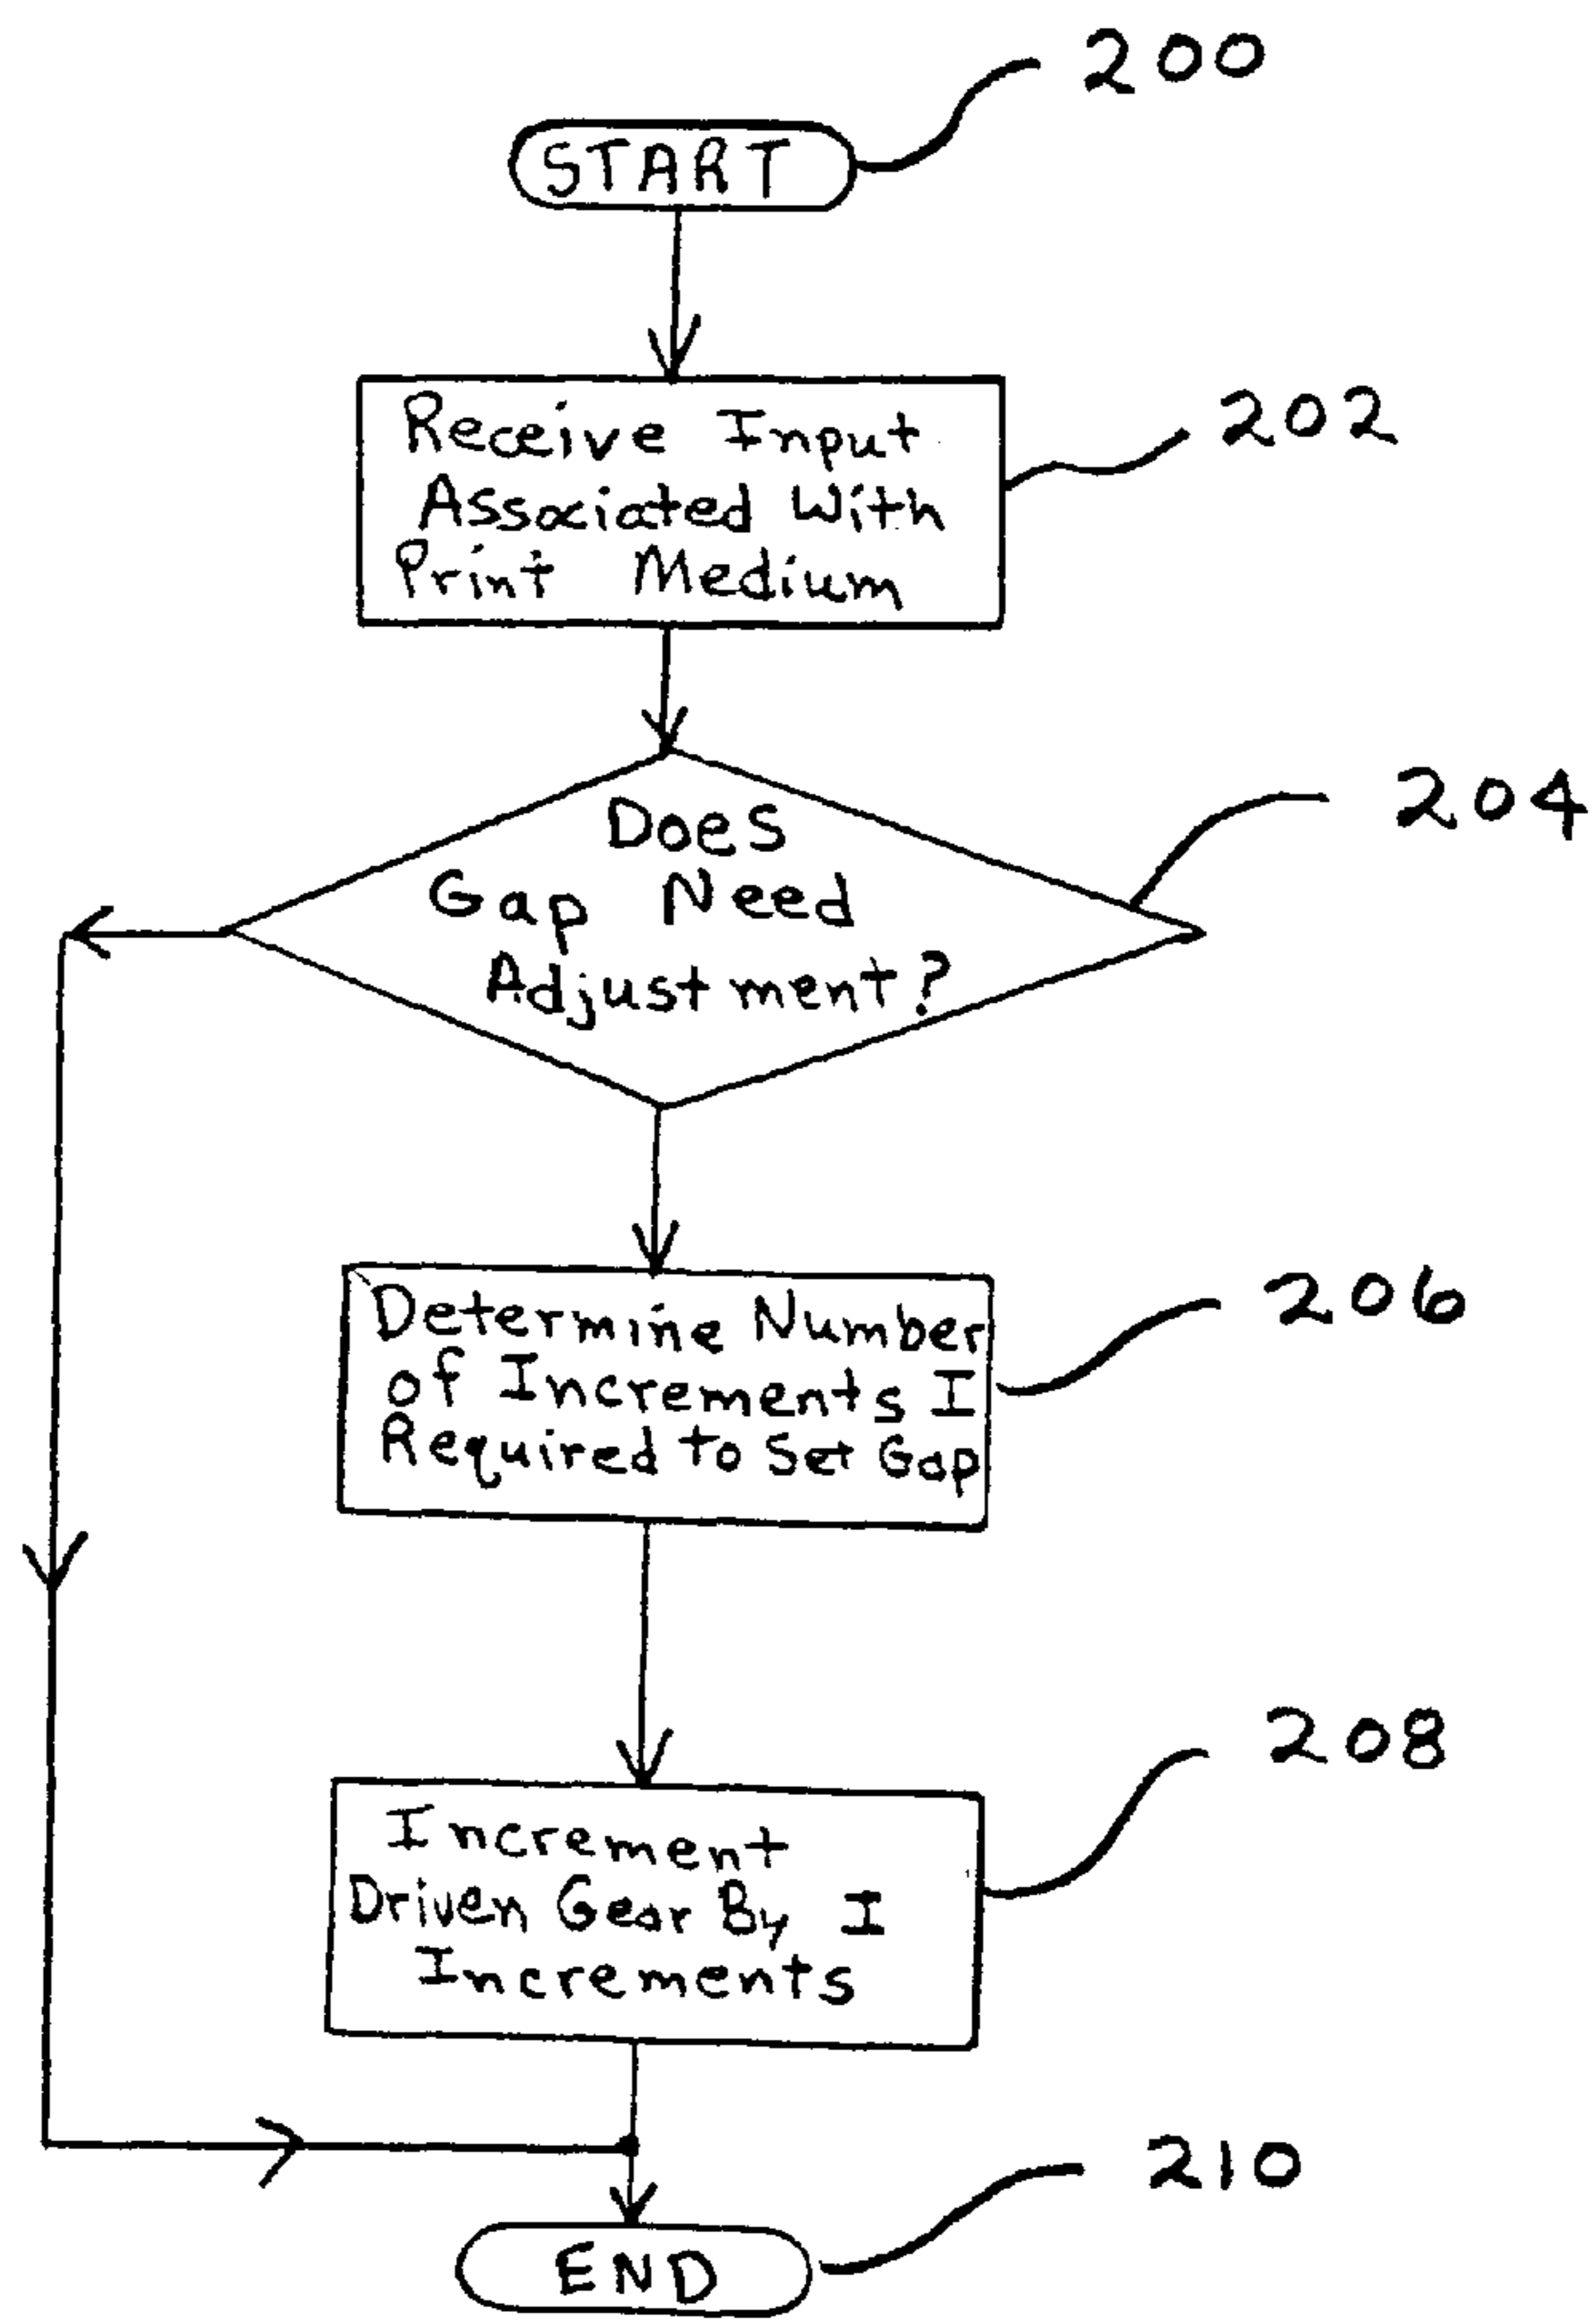 200
START
202
Receive Input
Associated With
Print Medium
204
Does
Gap Need
Adjustment?
206
Determine Number
of Increments I
Required to Set Gap
208
Increment
Driven Gear By I
Increments
210
END